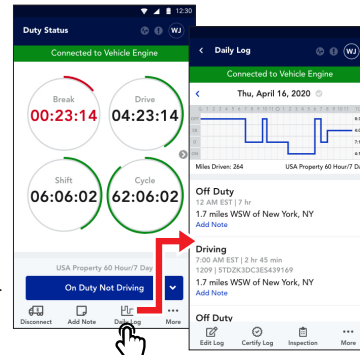 12:30
Duty Status
WJ
Connected to Vehicle Engine
Break
00:23:14
Drive
04:23:14
Shift
06:06:02
Cycle
62:06:02
USA Property 60 Hour/7 Day
On Duty Not Driving
Disconnect
Add Note
Daily Log
More
Daily Log
WJ
Connected to Vehicle Engine
Thu, April 16, 2020
Miles Driven: 264
USA Property 60 Hour/7 Da
Off Duty
12 AM EST | 7 hr
1.7 miles WSW of New York, NY
Add Note
Driving
7:00 AM EST | 2 hr 45 min
1209 | 5TDZK3DC3ES439169
1.7 miles WSW of New York, NY
Add Note
Off Duty
Edit Log
Certify Log
Inspection
More